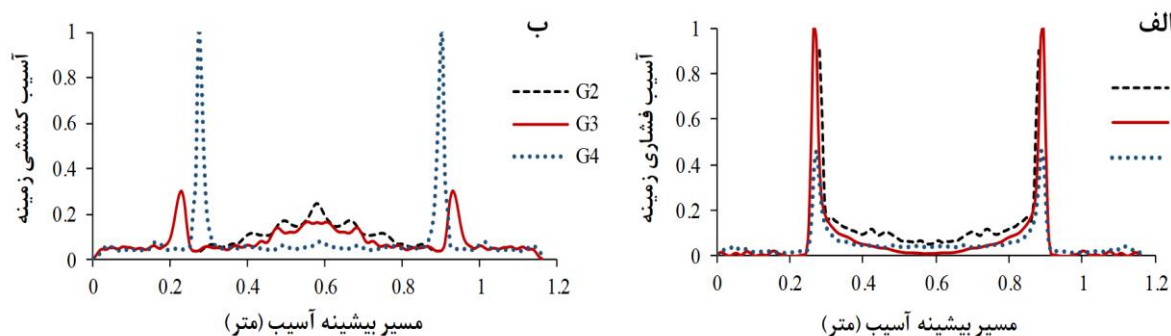 ب
آسیب کششی زمینه
1
0.8
0.6
0.4
0.2
0
0 0.2 0.4 0.6 0.8 1 1.2
مسیر بیشینه آسیب (متر)
G2
G3
G4
الف
آسیب فشاری زمینه
1
0.8
0.6
0.4
0.2
0
0 0.2 0.4 0.6 0.8 1 1.2
مسیر بیشینه آسیب (متر)